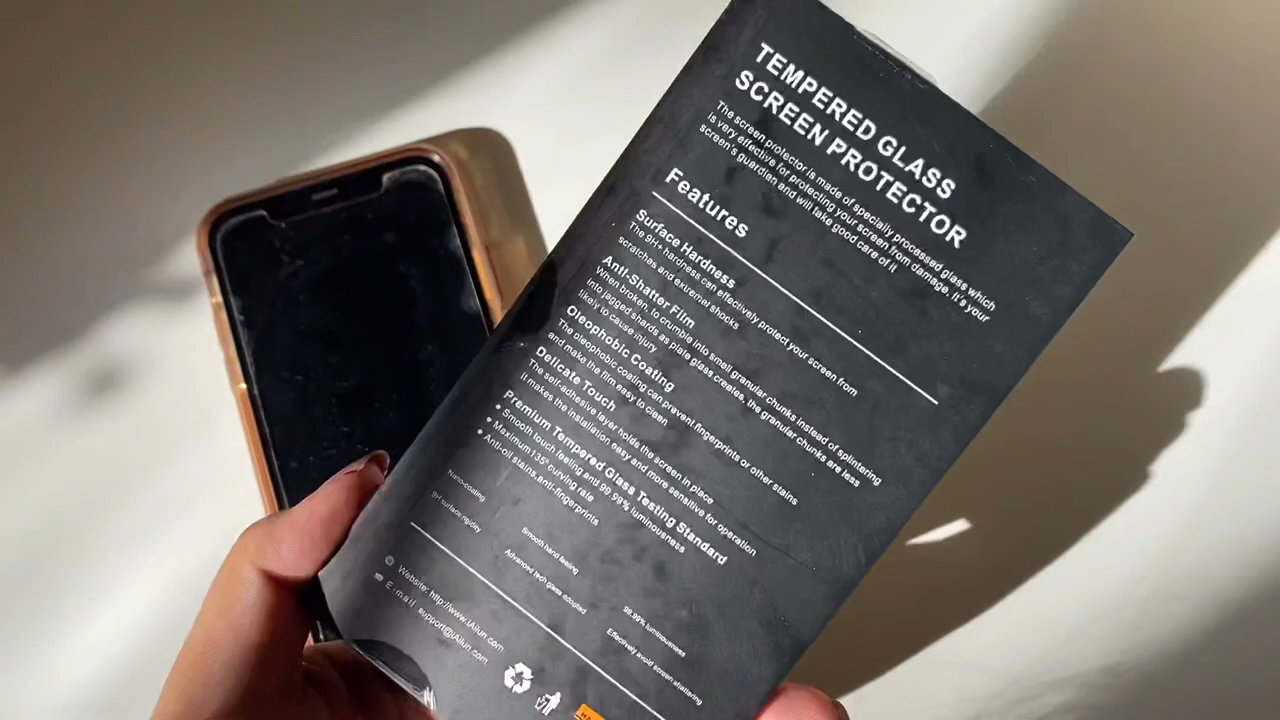 TEMPERED GLASS
SCREEN PROTECTOR
The screen protector is made of specially processed glass which
is very effective for protecting your screen from damage. It's your
screen's guardian and will take good care of it.
Features
Surface Hardness
The 9H+ hardness can effectively protect your screen from
scratches and extremel shocks
Anti-Shatter Film
When broken, to crumble into small granular chunks instead of splintering
into jagged shards as plate glass creates, the granular chunks are less
likely to cause injury
Oleophobic Coating
The oleophobic coating can prevent fingerprints or other stains
and make the film easy to clean
Delicate Touch
The self-adhesive layer holds the screen in place
it makes the installation easy and more sensitive for operation
Premium Tempered Glass Testing Standard
• Smooth touch feeling and 99.99% luminousness
• Maximum 135° curving rate
• Anti-oil stains,anti-fingerprints
Nano-coating
Smooth hand feeling
99.99% luminousness
9H surface rigidity
Advanced tech glass adopted
Effectively avoid screen shattering
Website: http://www.iAilun.com
E-mail: support@iAilun.com